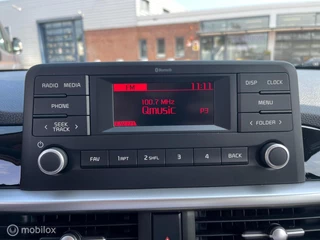 Bluetooth
RADIO MEDIA
FM
11:11
DISP CLOCK
PHONE
100.7 MHz
MENU
Qmusic P3
SEEK TRACK
FOLDER
FAV 1 RPT 2 SHFL 3 4 BACK
mobilox